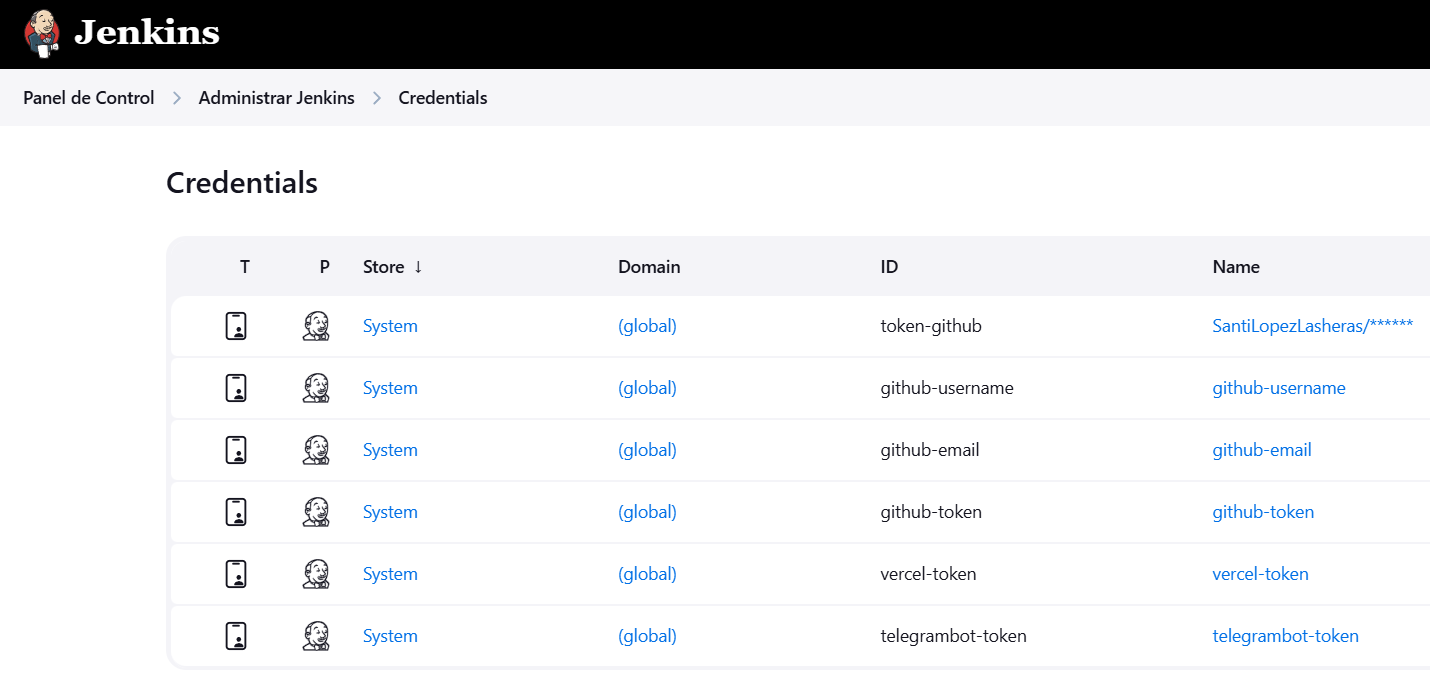 Jenkins
Panel de Control > Administrar Jenkins > Credentials
Credentials
T P Store ↓ Domain ID Name
System (global) token-github SantiLopezLasheras/******
System (global) github-username github-username
System (global) github-email github-email
System (global) github-token github-token
System (global) vercel-token vercel-token
System (global) telegrambot-token telegrambot-token